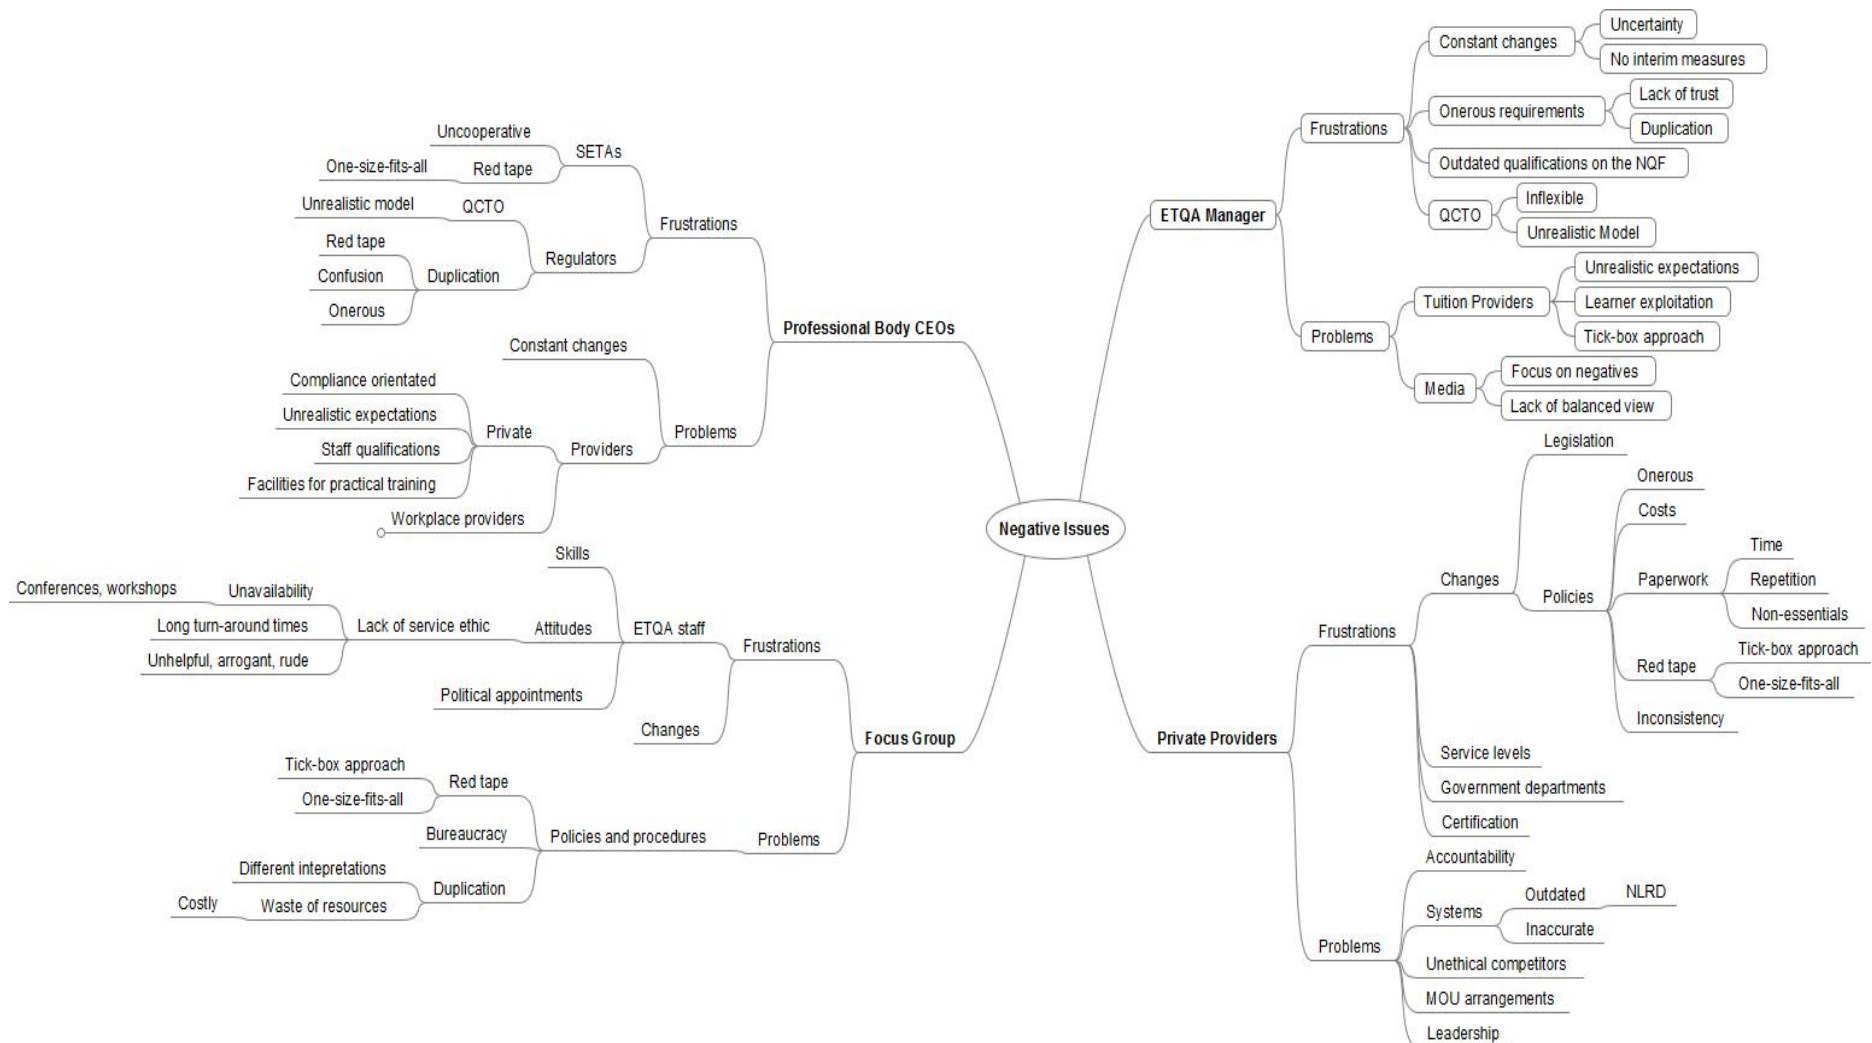 Negative Issues
Professional Body CEOs
Frustrations
SETAs
Uncooperative
Red tape
One-size-fits-all
Regulators
QCTO
Unrealistic model
Duplication
Red tape
Confusion
Onerous
Problems
Constant changes
Providers
Private
Compliance orientated
Unrealistic expectations
Staff qualifications
Facilities for practical training
Workplace providers
Focus Group
Frustrations
ETQA staff
Skills
Attitudes
Lack of service ethic
Unavailability
Conferences, workshops
Long turn-around times
Unhelpful, arrogant, rude
Political appointments
Changes
Problems
Policies and procedures
Red tape
Tick-box approach
One-size-fits-all
Bureaucracy
Duplication
Different intepretations
Waste of resources
Costly
ETQA Manager
Frustrations
Constant changes
Uncertainty
No interim measures
Onerous requirements
Lack of trust
Duplication
Outdated qualifications on the NQF
QCTO
Inflexible
Unrealistic Model
Problems
Tuition Providers
Unrealistic expectations
Learner exploitation
Tick-box approach
Media
Focus on negatives
Lack of balanced view
Private Providers
Frustrations
Changes
Legislation
Policies
Onerous
Costs
Paperwork
Time
Repetition
Non-essentials
Red tape
Tick-box approach
One-size-fits-all
Inconsistency
Service levels
Government departments
Certification
Problems
Accountability
Systems
Outdated
NLRD
Inaccurate
Unethical competitors
MOU arrangements
Leadership